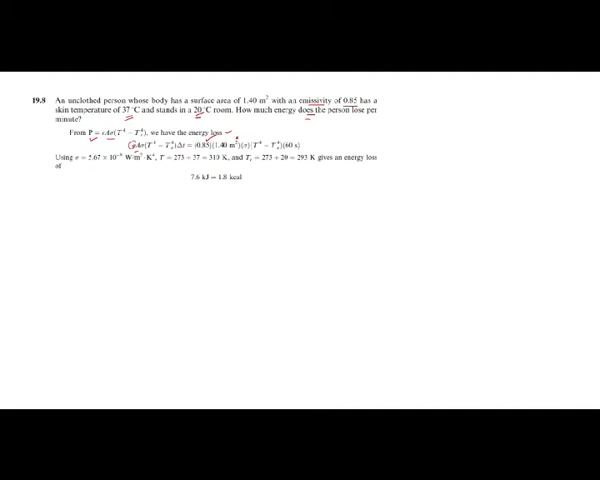 19.8 An unclothed person whose body has a surface area of 1.40 m² with an emissivity of 0.85 has a
skin temperature of 37 °C and stands in a 20 °C room. How much energy does the person lose per
minute?
From P = εAσ(T⁴ − Tₑ⁴), we have the energy loss
εAσ(T⁴ − Tₑ⁴)Δt = (0.85)(1.40 m²)(σ)(T⁴ − Tₑ⁴)(60 s)
Using σ = 5.67 × 10⁻⁸ W/m² · K⁴, T = 273 + 37 = 310 K, and Tₑ = 273 + 20 = 293 K gives an energy loss
of
7.6 kJ = 1.8 kcal